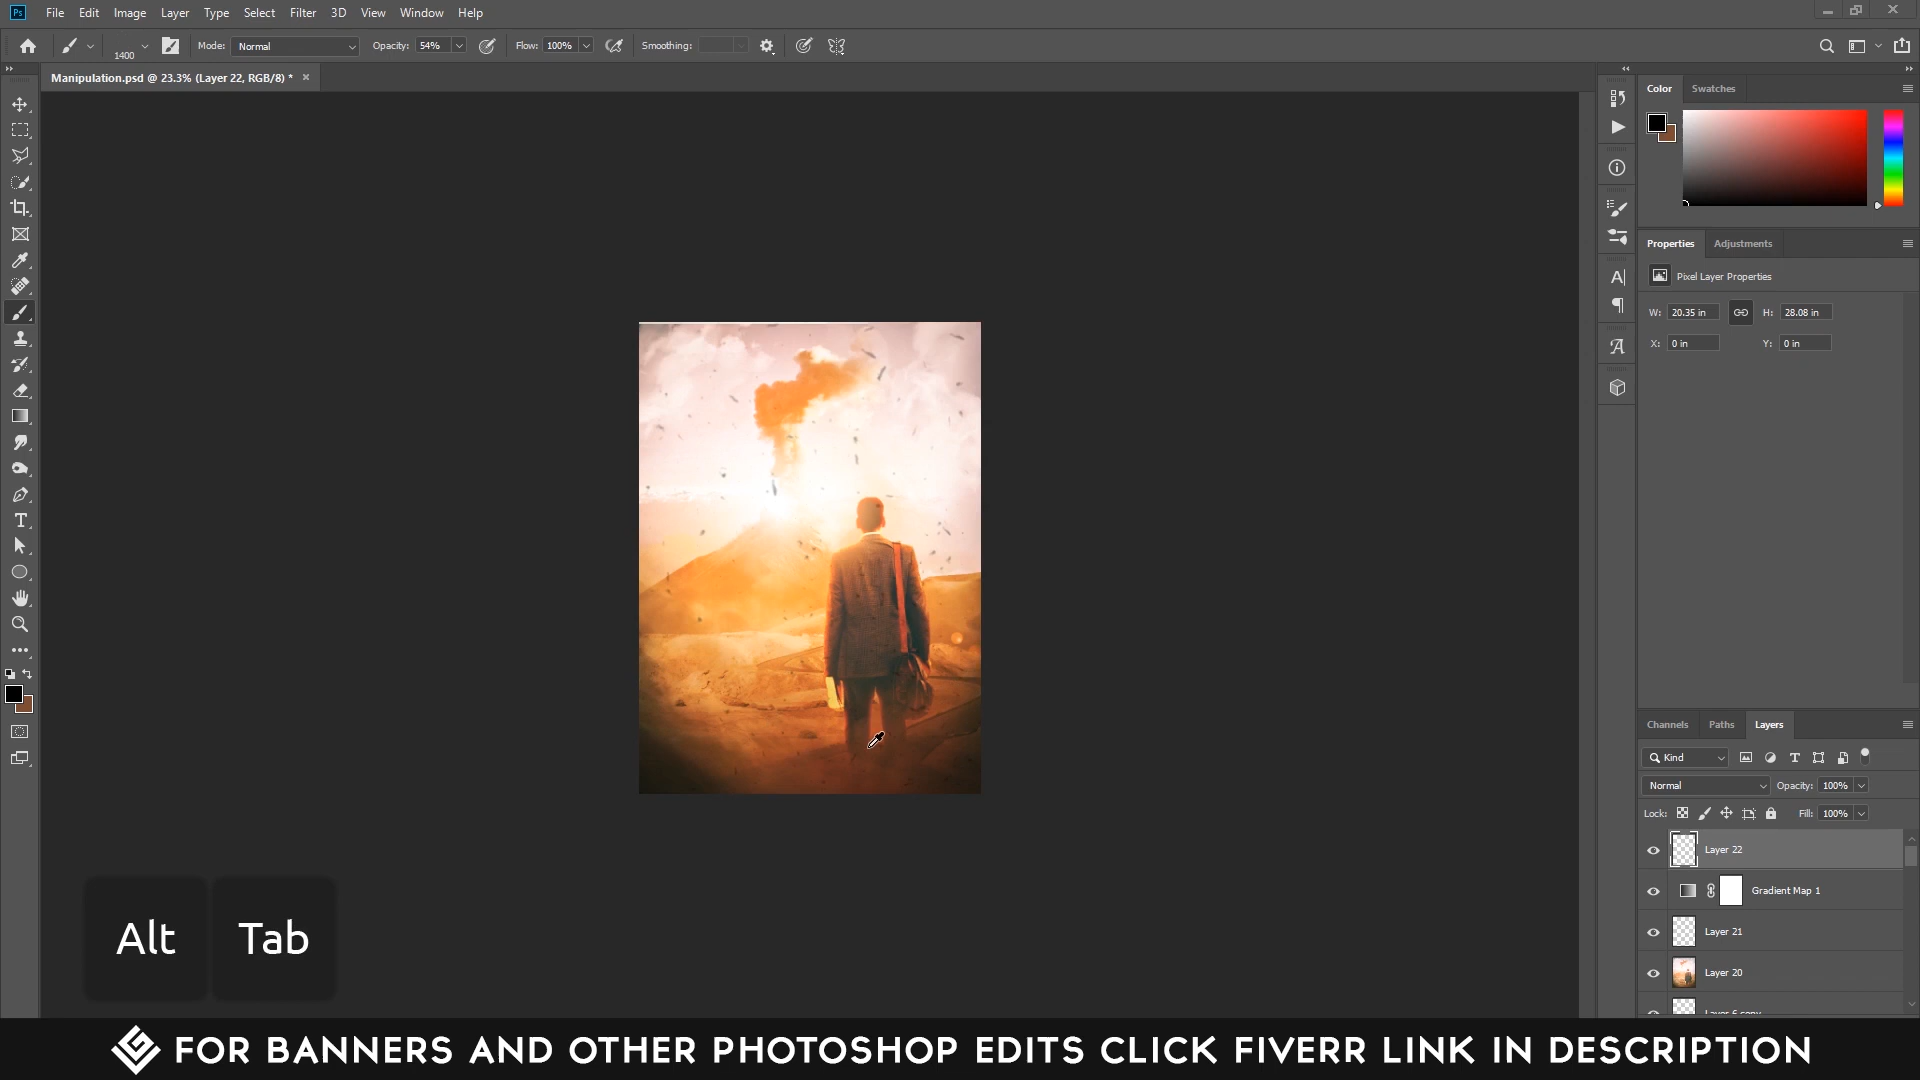 Ps File Edit Image Layer Type Select Filter 3D View Window Help
1400 Mode: Normal Opacity: 54% Flow: 100% Smoothing:
Manipulation.psd @ 23.3% (Layer 22, RGB/8) * ×
Color Swatches
Properties Adjustments
Pixel Layer Properties
W: 20.35 in H: 28.08 in
X: 0 in Y: 0 in
Channels Paths Layers
Kind
Normal Opacity: 100%
Lock: Fill: 100%
Layer 22
Gradient Map 1
Layer 21
Layer 20
Layer 6 copy
Alt Tab
FOR BANNERS AND OTHER PHOTOSHOP EDITS CLICK FIVERR LINK IN DESCRIPTION